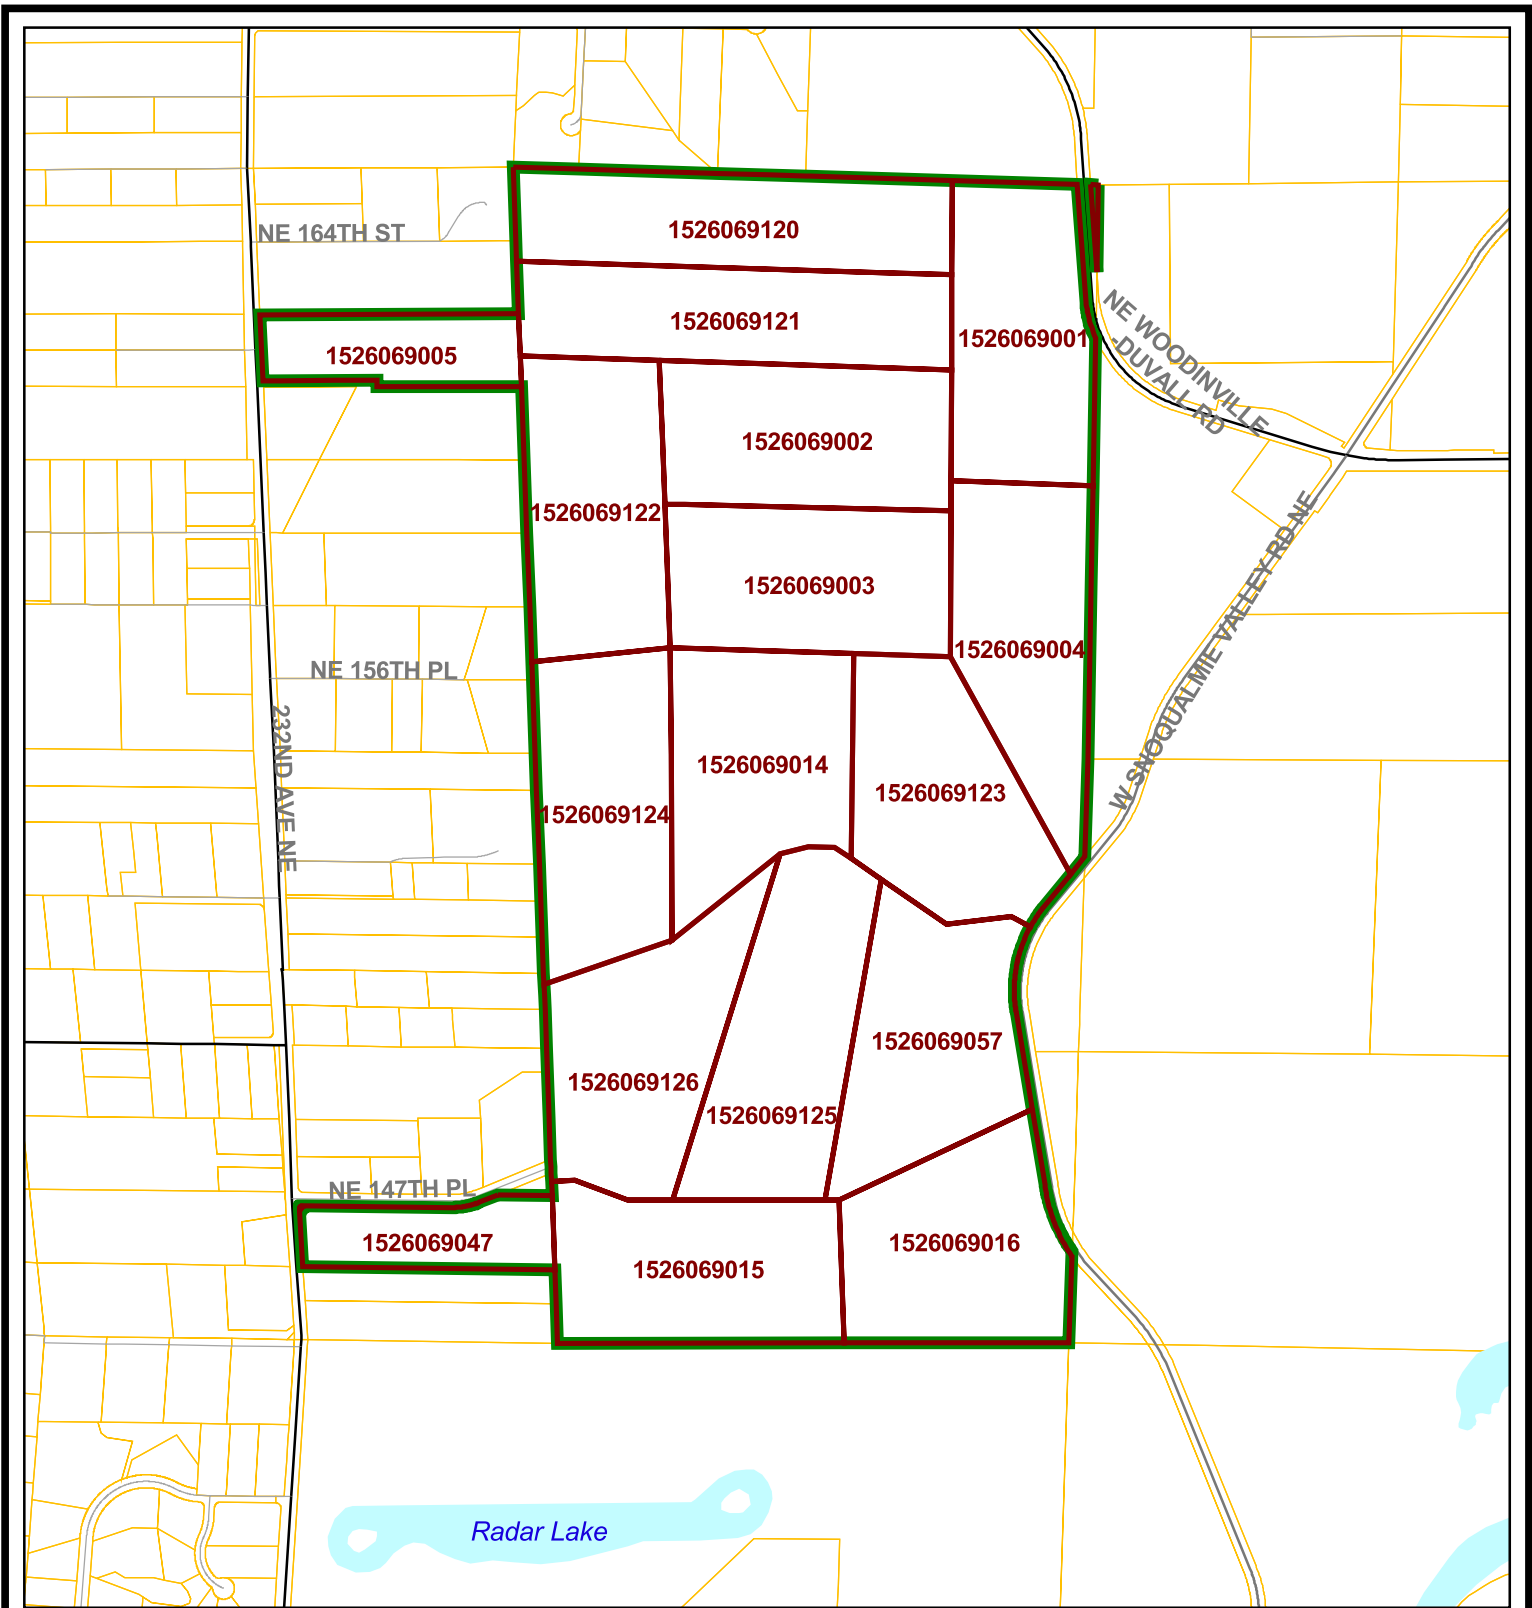 1526069120
NE 164TH ST
1526069121
1526069001
NE WOODINVILLE
-DUVALL RD
1526069005
1526069002
1526069122
1526069003
W SNOQUALMIE VALLEY RD NE
1526069004
NE 156TH PL
232ND AVE NE
1526069014
1526069123
1526069124
1526069057
1526069126
1526069125
NE 147TH PL
1526069047
1526069016
1526069015
Radar Lake